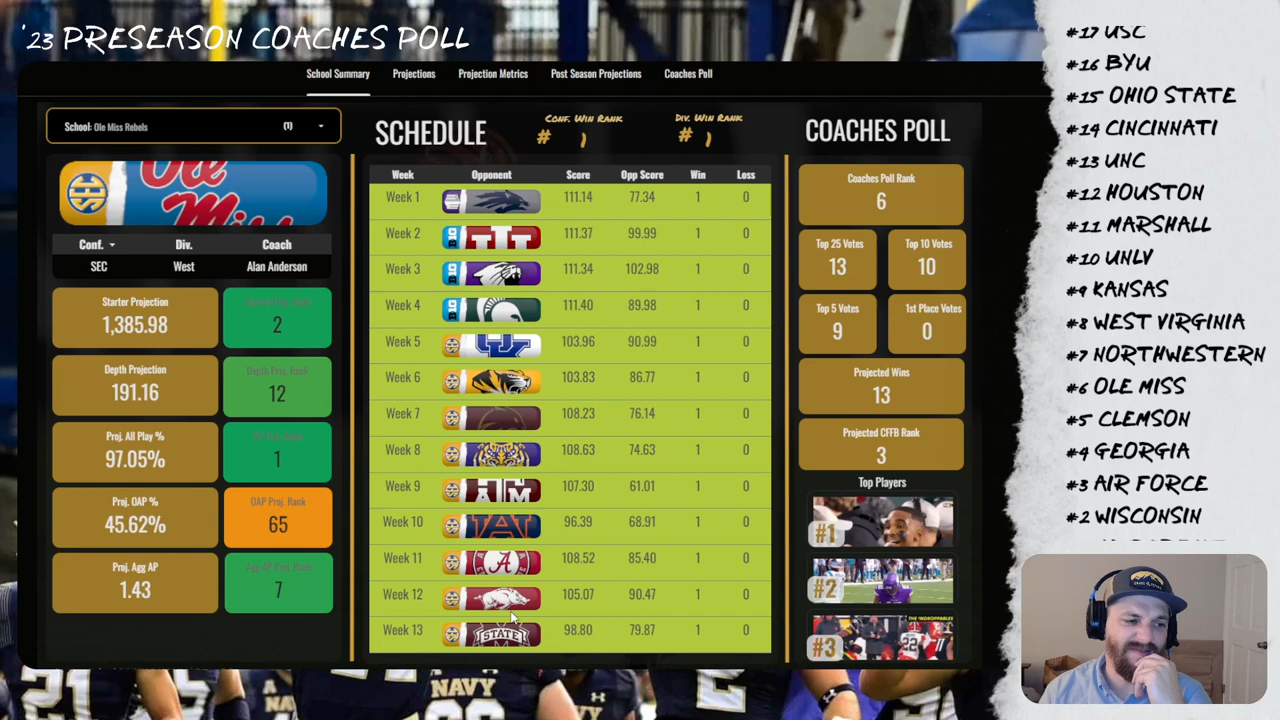 '23 PRESEASON COACHES POLL
School Summary Projections Projection Metrics Post Season Projections Coaches Poll
School: Ole Miss Rebels (1)
Ole Miss
Conf. Div. Coach
SEC West Alan Anderson
Starter Projection
1,385.98
2
Depth Projection
191.16
Depth Proj. Rank
12
Proj. All Play %
97.05%
1
Proj. OAP %
45.62%
OAP Proj. Rank
65
Proj. Agg AP
1.43
Agg AP Proj. Rank
7
SCHEDULE
CONF. WIN RANK
# 1
DIV. WIN RANK
# 1
Week Opponent Score Opp Score Win Loss
Week 1 111.14 77.34 1 0
Week 2 111.37 99.99 1 0
Week 3 111.34 102.98 1 0
Week 4 111.40 89.98 1 0
Week 5 103.96 90.99 1 0
Week 6 103.83 86.77 1 0
Week 7 108.23 76.14 1 0
Week 8 108.63 74.63 1 0
Week 9 107.30 61.01 1 0
Week 10 96.39 68.91 1 0
Week 11 108.52 85.40 1 0
Week 12 105.07 90.47 1 0
Week 13 STATE 98.80 79.87 1 0
COACHES POLL
Coaches Poll Rank
6
Top 25 Votes
13
Top 10 Votes
10
Top 5 Votes
9
1st Place Votes
0
Projected Wins
13
Projected CFFB Rank
3
Top Players
#1
#2
#3
#17 USC
#16 BYU
#15 OHIO STATE
#14 CINCINNATI
#13 UNC
#12 HOUSTON
#11 MARSHALL
#10 UNLV
#9 KANSAS
#8 WEST VIRGINIA
#7 NORTHWESTERN
#6 OLE MISS
#5 CLEMSON
#4 GEORGIA
#3 AIR FORCE
#2 WISCONSIN
21
NAVY
98
2